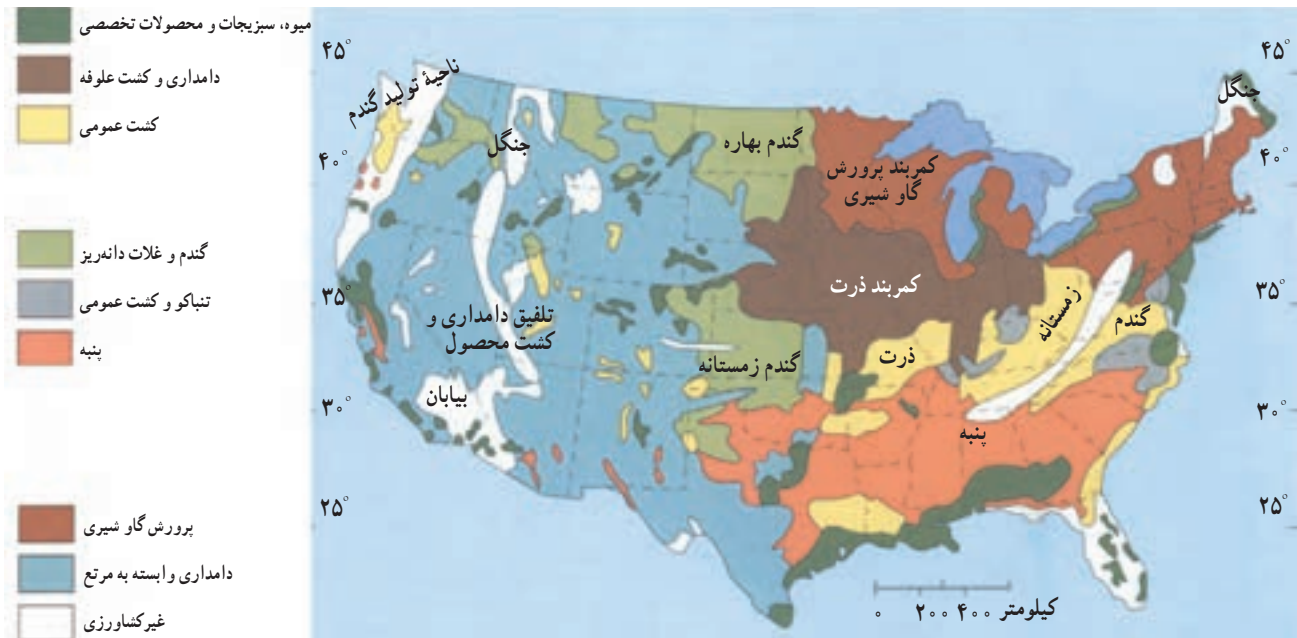 میوه، سبزیجات و محصولات تخصصی
دامداری و کشت علوفه
کشت عمومی
گندم و غلات دانه‌ریز
تنباکو و کشت عمومی
پنبه
پرورش گاو شیری
دامداری وابسته به مرتع
غیرکشاورزی
۴۵°
۴۰°
۳۵°
۳۰°
۲۵°
ناحیهٔ تولید گندم
جنگل
گندم بهاره
کمربند پرورش
گاو شیری
جنگل
۴۵°
۴۰°
۳۵°
۳۰°
۲۵°
کمربند ذرت
زمستانه
گندم
تلفیق دامداری و
کشت محصول
گندم زمستانه
ذرت
بیابان
پنبه
۰ ۲۰۰ ۴۰۰ کیلومتر